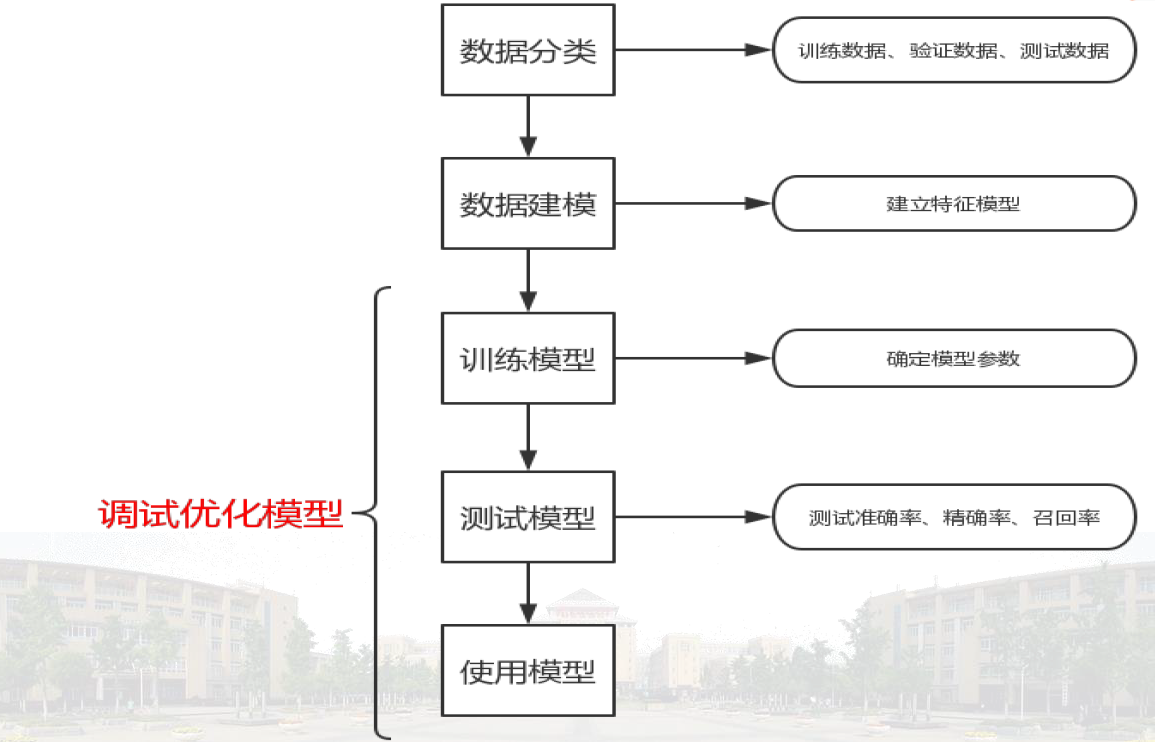 数据分类
训练数据、验证数据、测试数据
数据建模
建立特征模型
训练模型
确定模型参数
调试优化模型
测试模型
测试准确率、精确率、召回率
使用模型